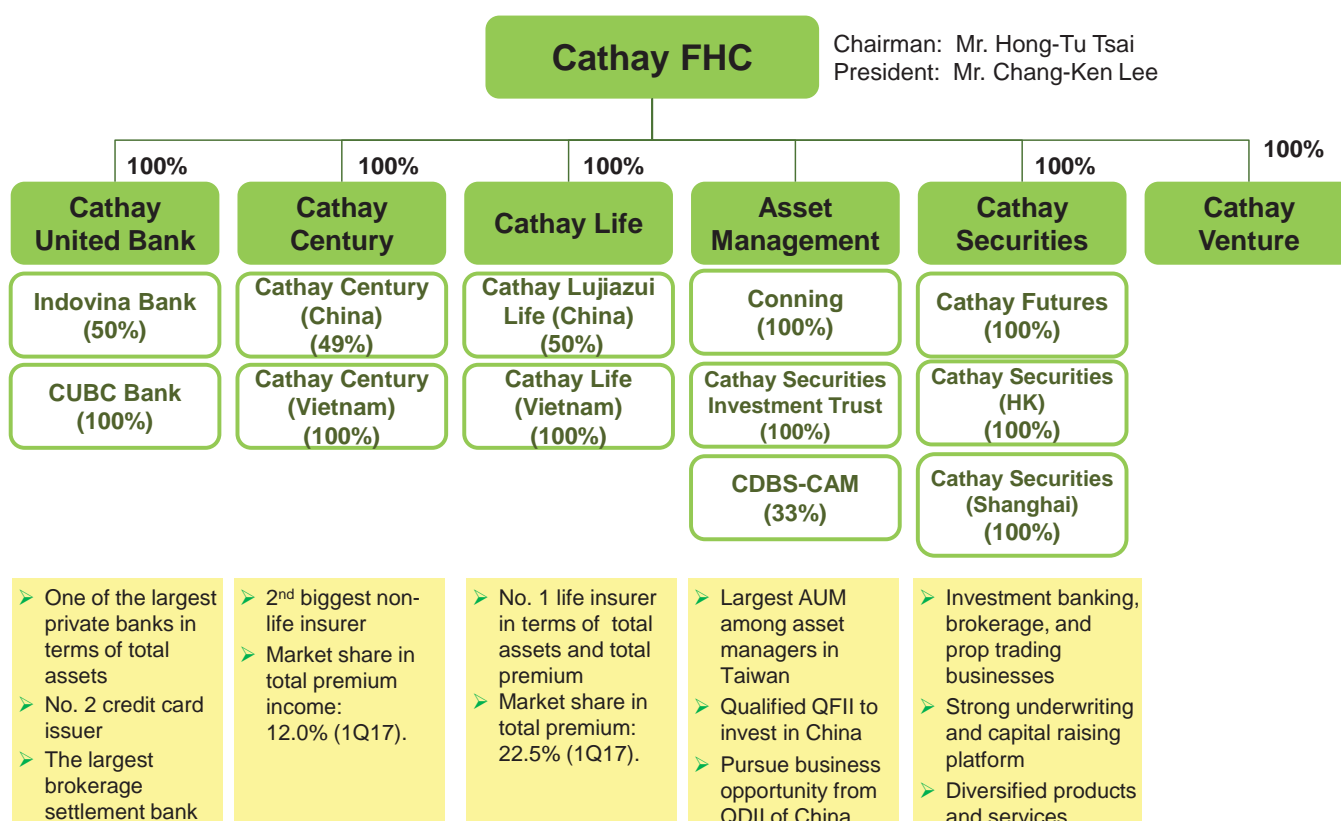 Cathay FHC
Chairman: Mr. Hong-Tu Tsai
President: Mr. Chang-Ken Lee
100%
100%
100%
100%
100%
Cathay
United Bank
Cathay
Century
Cathay Life
Asset
Management
Cathay
Securities
Cathay
Venture
Indovina Bank
(50%)
Cathay Century
(China)
(49%)
Cathay Lujiazui
Life (China)
(50%)
Conning
(100%)
Cathay Futures
(100%)
CUBC Bank
(100%)
Cathay Century
(Vietnam)
(100%)
Cathay Life
(Vietnam)
(100%)
Cathay Securities
Investment Trust
(100%)
Cathay Securities
(HK)
(100%)
CDBS-CAM
(33%)
Cathay Securities
(Shanghai)
(100%)
➢ One of the largest
private banks in
terms of total
assets
➢ No. 2 credit card
issuer
➢ The largest
brokerage
settlement bank
➢ 2nd biggest non-
life insurer
➢ Market share in
total premium
income:
12.0% (1Q17).
➢ No. 1 life insurer
in terms of total
assets and total
premium
➢ Market share in
total premium:
22.5% (1Q17).
➢ Largest AUM
among asset
managers in
Taiwan
➢ Qualified QFII to
invest in China
➢ Pursue business
opportunity from
QDII of China
➢ Investment banking,
brokerage, and
prop trading
businesses
➢ Strong underwriting
and capital raising
platform
➢ Diversified products
and services